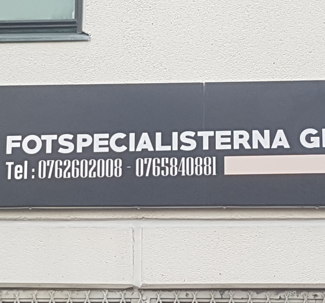 FOTSPECIALISTERNA G
Tel : 0762602008 - 0765840881